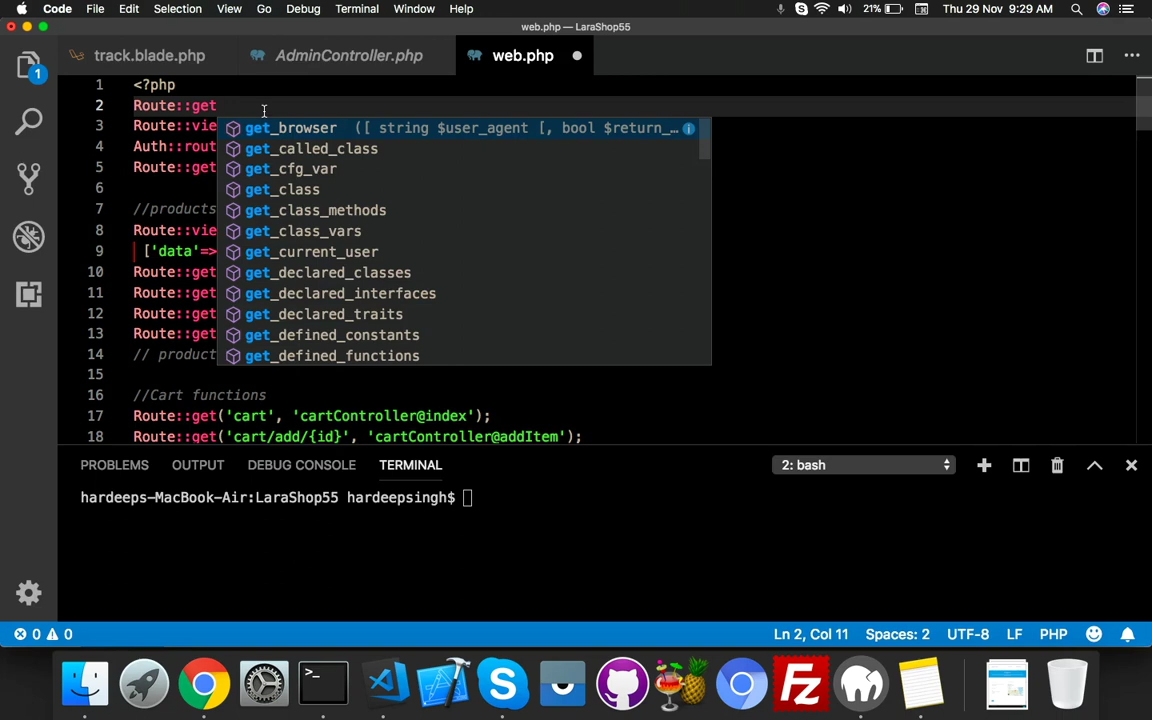 Code File Edit Selection View Go Debug Terminal Window Help 21% Thu 29 Nov 9:29 AM
web.php — LaraShop55
1 track.blade.php AdminController.php web.php
1 <?php
2 Route::get
3 Route::vie
4 Auth::rout
5 Route::get
6
7 //products
8 Route::vie
9 ['data'=>
10 Route::get
11 Route::get
12 Route::get
13 Route::get
14 // product
15
16 //Cart functions
17 Route::get('cart', 'cartController@index');
18 Route::get('cart/add/{id}', 'cartController@addItem');
get_browser ([ string $user_agent [, bool $return_…
get_called_class
get_cfg_var
get_class
get_class_methods
get_class_vars
get_current_user
get_declared_classes
get_declared_interfaces
get_declared_traits
get_defined_constants
get_defined_functions
PROBLEMS OUTPUT DEBUG CONSOLE TERMINAL 2: bash
hardeeps-MacBook-Air:LaraShop55 hardeepsingh$
0 0 Ln 2, Col 11 Spaces: 2 UTF-8 LF PHP
>_ S Fz